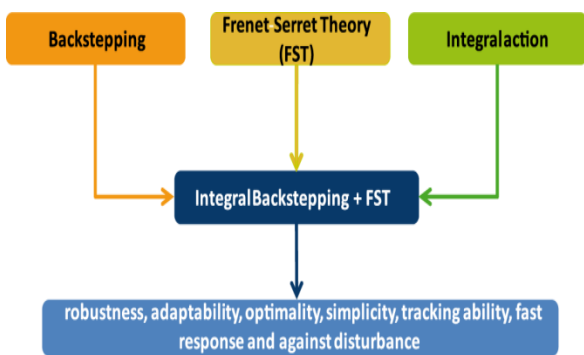 Backstepping
Frenet Serret Theory
(FST)
Integralaction
IntegralBackstepping + FST
robustness, adaptability, optimality, simplicity, tracking ability, fast
response and against disturbance